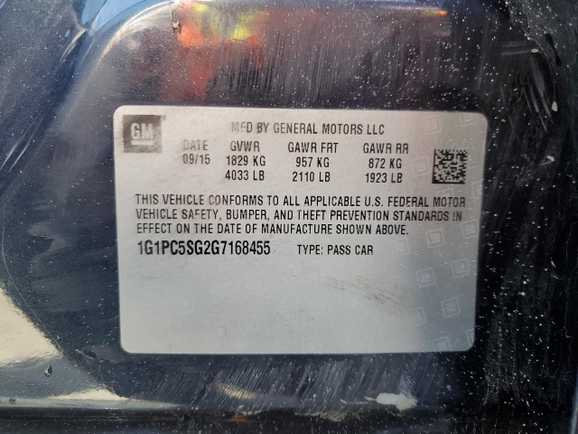 GM
MFD BY GENERAL MOTORS LLC
DATE GVWR GAWR FRT GAWR RR
09/15 1829 KG 957 KG 872 KG
4033 LB 2110 LB 1923 LB
THIS VEHICLE CONFORMS TO ALL APPLICABLE U.S. FEDERAL MOTOR
VEHICLE SAFETY, BUMPER, AND THEFT PREVENTION STANDARDS IN
EFFECT ON THE DATE OF MANUFACTURE SHOWN ABOVE.
1G1PC5SG2G7168455 TYPE: PASS CAR